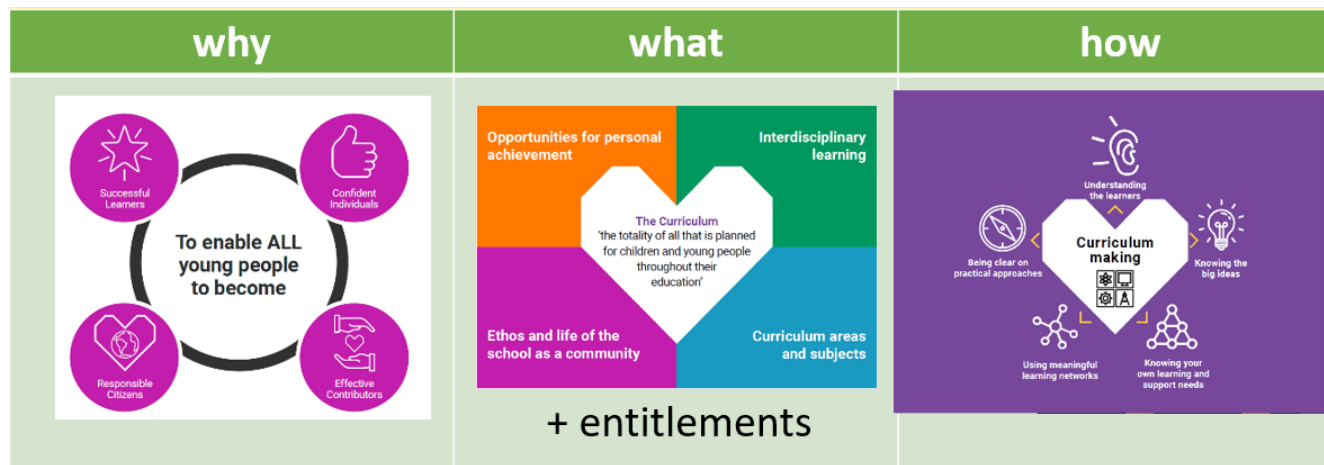 why
what
how
Successful
Learners
Confident
Individuals
To enable ALL
young people
to become
Responsible
Citizens
Effective
Contributors
Opportunities for personal
achievement
Interdisciplinary
learning
The Curriculum
'the totality of all that is planned
for children and young people
throughout their
education'
Ethos and life of the
school as a community
Curriculum areas
and subjects
+ entitlements
Understanding
the learners
Being clear on
practical approaches
Curriculum
making
Knowing the
big ideas
Using meaningful
learning networks
Knowing your
own learning and
support needs